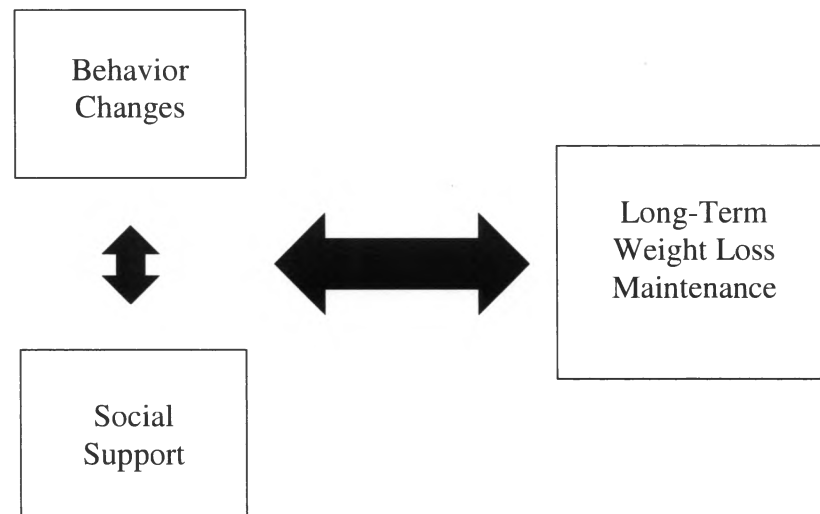 Behavior
Changes
Long-Term
Weight Loss
Maintenance
Social
Support